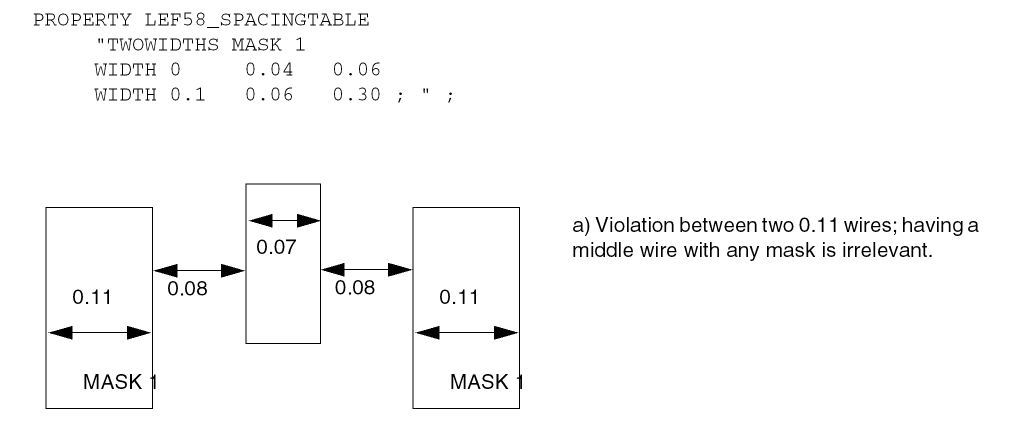 PROPERTY LEF58_SPACINGTABLE
"TWOWIDTHS MASK 1
WIDTH 0 0.04 0.06
WIDTH 0.1 0.06 0.30 ; " ;
0.07
0.08
0.08
0.11
0.11
MASK 1
MASK 1
a) Violation between two 0.11 wires; having a
middle wire with any mask is irrelevant.